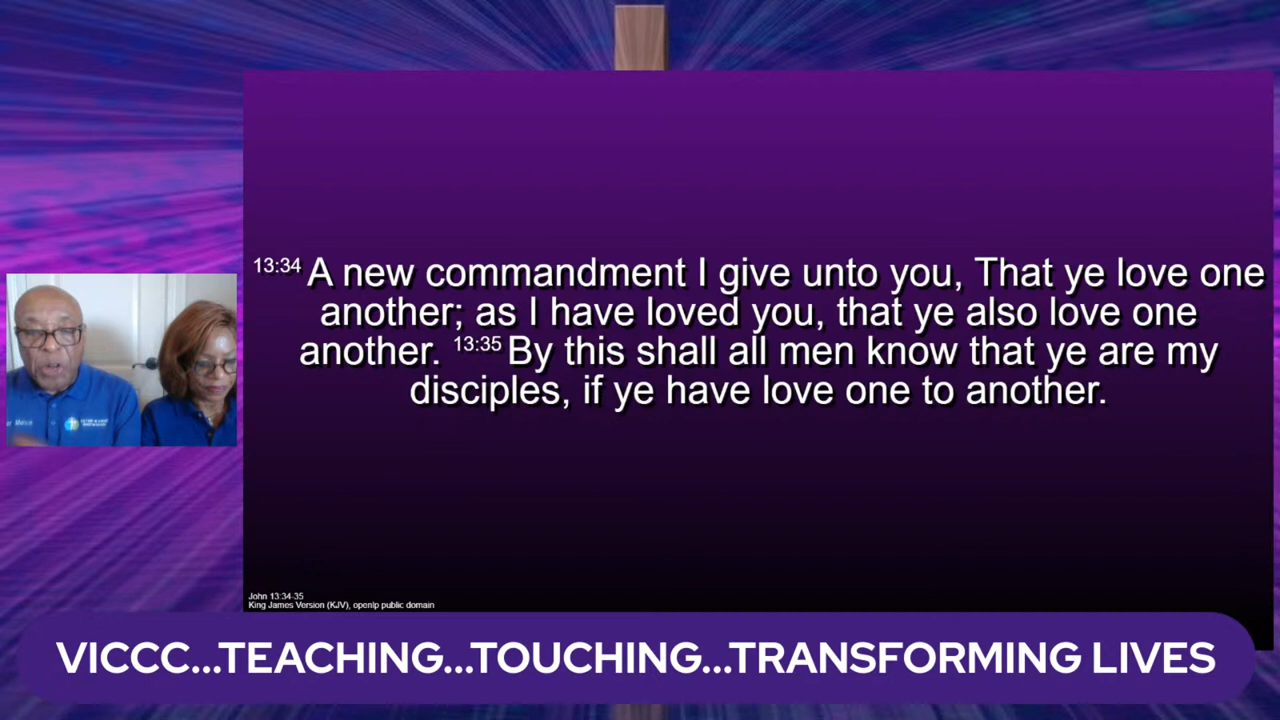 13:34 A new commandment I give unto you, That ye love one
another; as I have loved you, that ye also love one
another. 13:35 By this shall all men know that ye are my
disciples, if ye have love one to another.
John 13:34-35
King James Version (KJV), openlp public domain
VICCC...TEACHING...TOUCHING...TRANSFORMING LIVES